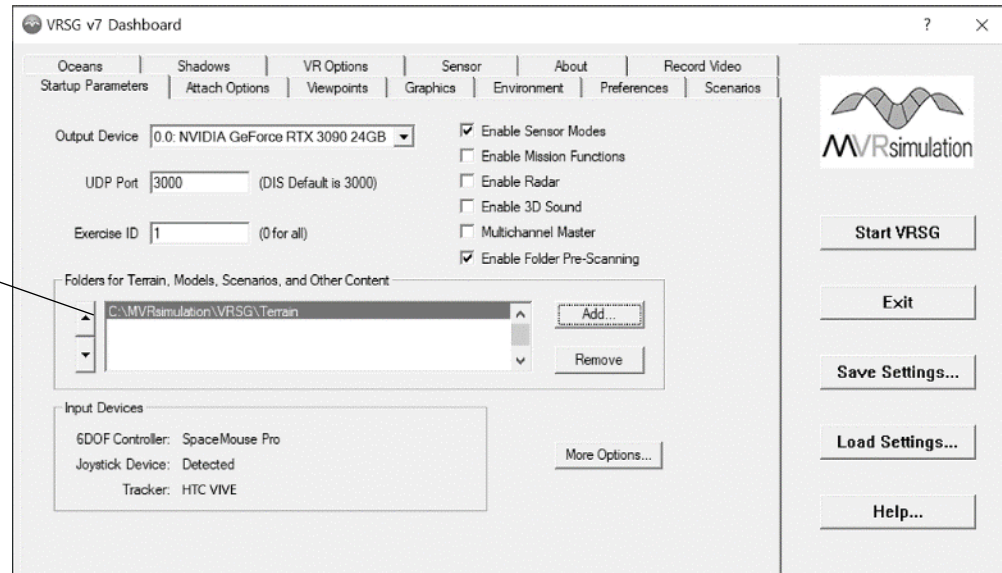 VRSG v7 Dashboard ? ×
Oceans Shadows VR Options Sensor About Record Video
Startup Parameters Attach Options Viewpoints Graphics Environment Preferences Scenarios
Output Device 0.0: NVIDIA GeForce RTX 3090 24GB
UDP Port 3000 (DIS Default is 3000)
Exercise ID 1 (0 for all)
Enable Sensor Modes
Enable Mission Functions
Enable Radar
Enable 3D Sound
Multichannel Master
Enable Folder Pre-Scanning
Folders for Terrain, Models, Scenarios, and Other Content
C:\MVRsimulation\VRSG\Terrain
Add...
Remove
Input Devices
6DOF Controller: SpaceMouse Pro
Joystick Device: Detected
Tracker: HTC VIVE
More Options...
MVRsimulation
Start VRSG
Exit
Save Settings...
Load Settings...
Help...